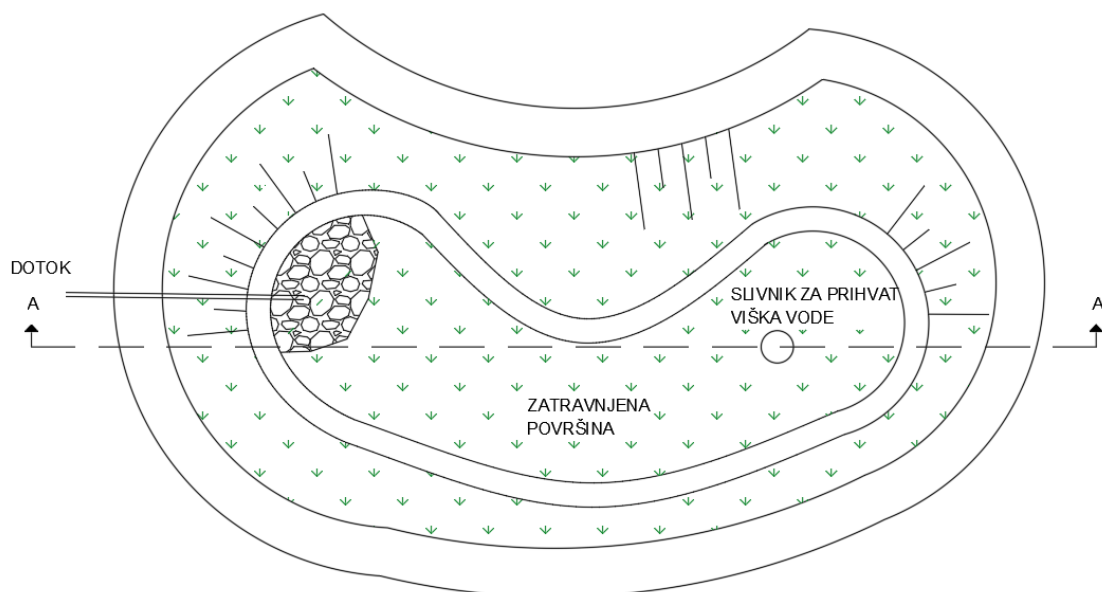 DOTOK
A
A
SLIVNIK ZA PRIHVAT
VIŠKA VODE
ZATRAVNJENA
POVRŠINA